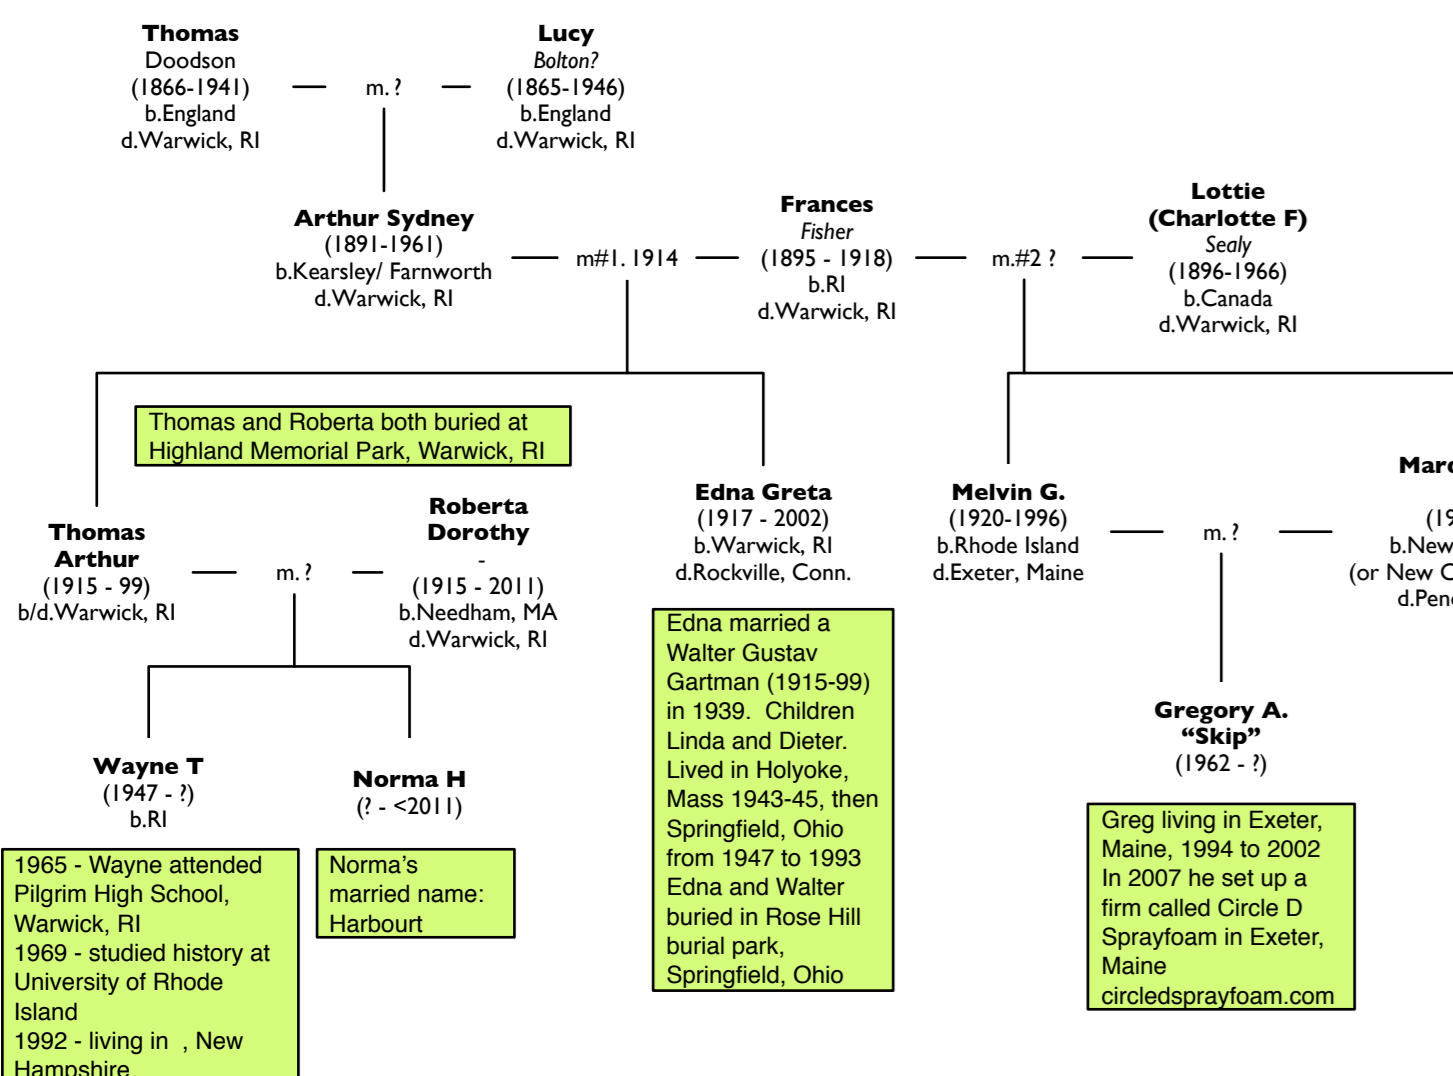 Thomas
Doodson
(1866-1941)
b.England
d.Warwick, RI
m. ?
Lucy
Bolton?
(1865-1946)
b.England
d.Warwick, RI
Arthur Sydney
(1891-1961)
b.Kearsley/ Farnworth
d.Warwick, RI
m#1. 1914
Frances
Fisher
(1895 - 1918)
b.RI
d.Warwick, RI
m.#2 ?
Lottie
(Charlotte F)
Sealy
(1896-1966)
b.Canada
d.Warwick, RI
Thomas and Roberta both buried at
Highland Memorial Park, Warwick, RI
Thomas
Arthur
(1915 - 99)
b/d.Warwick, RI
m. ?
Roberta
Dorothy
-
(1915 - 2011)
b.Needham, MA
d.Warwick, RI
Edna Greta
(1917 - 2002)
b.Warwick, RI
d.Rockville, Conn.
Melvin G.
(1920-1996)
b.Rhode Island
d.Exeter, Maine
m. ?
(19
b.New
(or New
Edna married a
Walter Gustav
Gartman (1915-99)
in 1939.  Children
Linda and Dieter.
Lived in Holyoke,
Mass 1943-45, then
Springfield, Ohio
from 1947 to 1993
Edna and Walter
buried in Rose Hill
burial park,
Springfield, Ohio
Wayne T
(1947 - ?)
b.RI
Norma H
(? - <2011)
Gregory A.
“Skip”
(1962 - ?)
1965 - Wayne attended
Pilgrim High School,
Warwick, RI
1969 - studied history at
University of Rhode
Island
1992 - living in  , New
Hampshire
Norma’s
married name:
Harbourt
Greg living in Exeter,
Maine, 1994 to 2002
In 2007 he set up a
firm called Circle D
Sprayfoam in Exeter,
Maine
circledsprayfoam.com